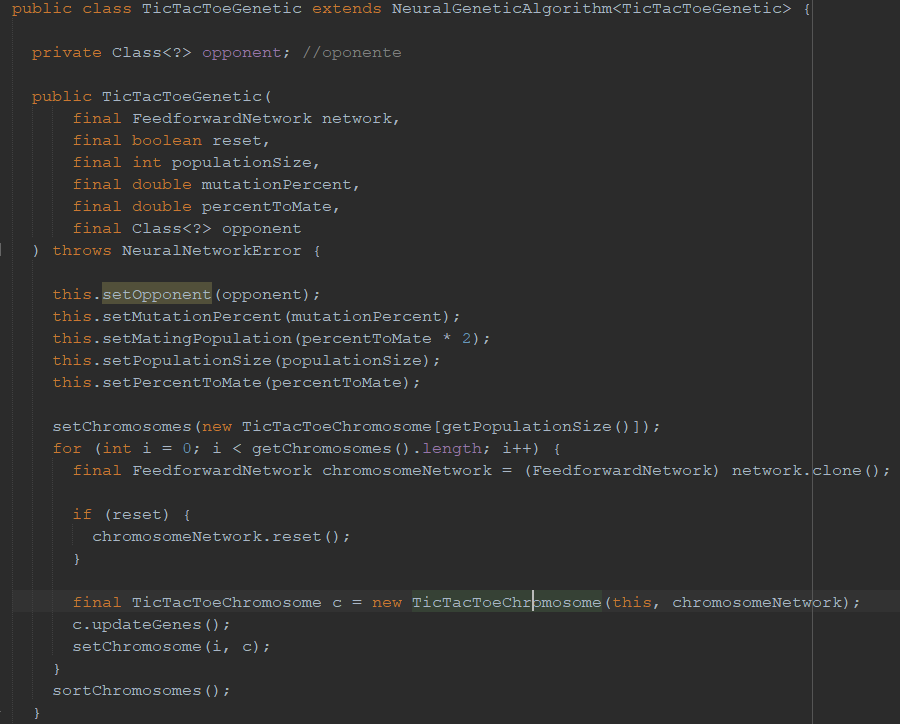 public class TicTacToeGenetic extends NeuralGeneticAlgorithm<TicTacToeGenetic> {
private Class<?> opponent; //oponente
public TicTacToeGenetic(
final FeedforwardNetwork network,
final boolean reset,
final int populationSize,
final double mutationPercent,
final double percentToMate,
final Class<?> opponent
) throws NeuralNetworkError {
this.setOpponent(opponent);
this.setMutationPercent(mutationPercent);
this.setMatingPopulation(percentToMate * 2);
this.setPopulationSize(populationSize);
this.setPercentToMate(percentToMate);
setChromosomes(new TicTacToeChromosome[getPopulationSize()]);
for (int i = 0; i < getChromosomes().length; i++) {
final FeedforwardNetwork chromosomeNetwork = (FeedforwardNetwork) network.clone();
if (reset) {
chromosomeNetwork.reset();
}
final TicTacToeChromosome c = new TicTacToeChromosome(this, chromosomeNetwork);
c.updateGenes();
setChromosome(i, c);
}
sortChromosomes();
}